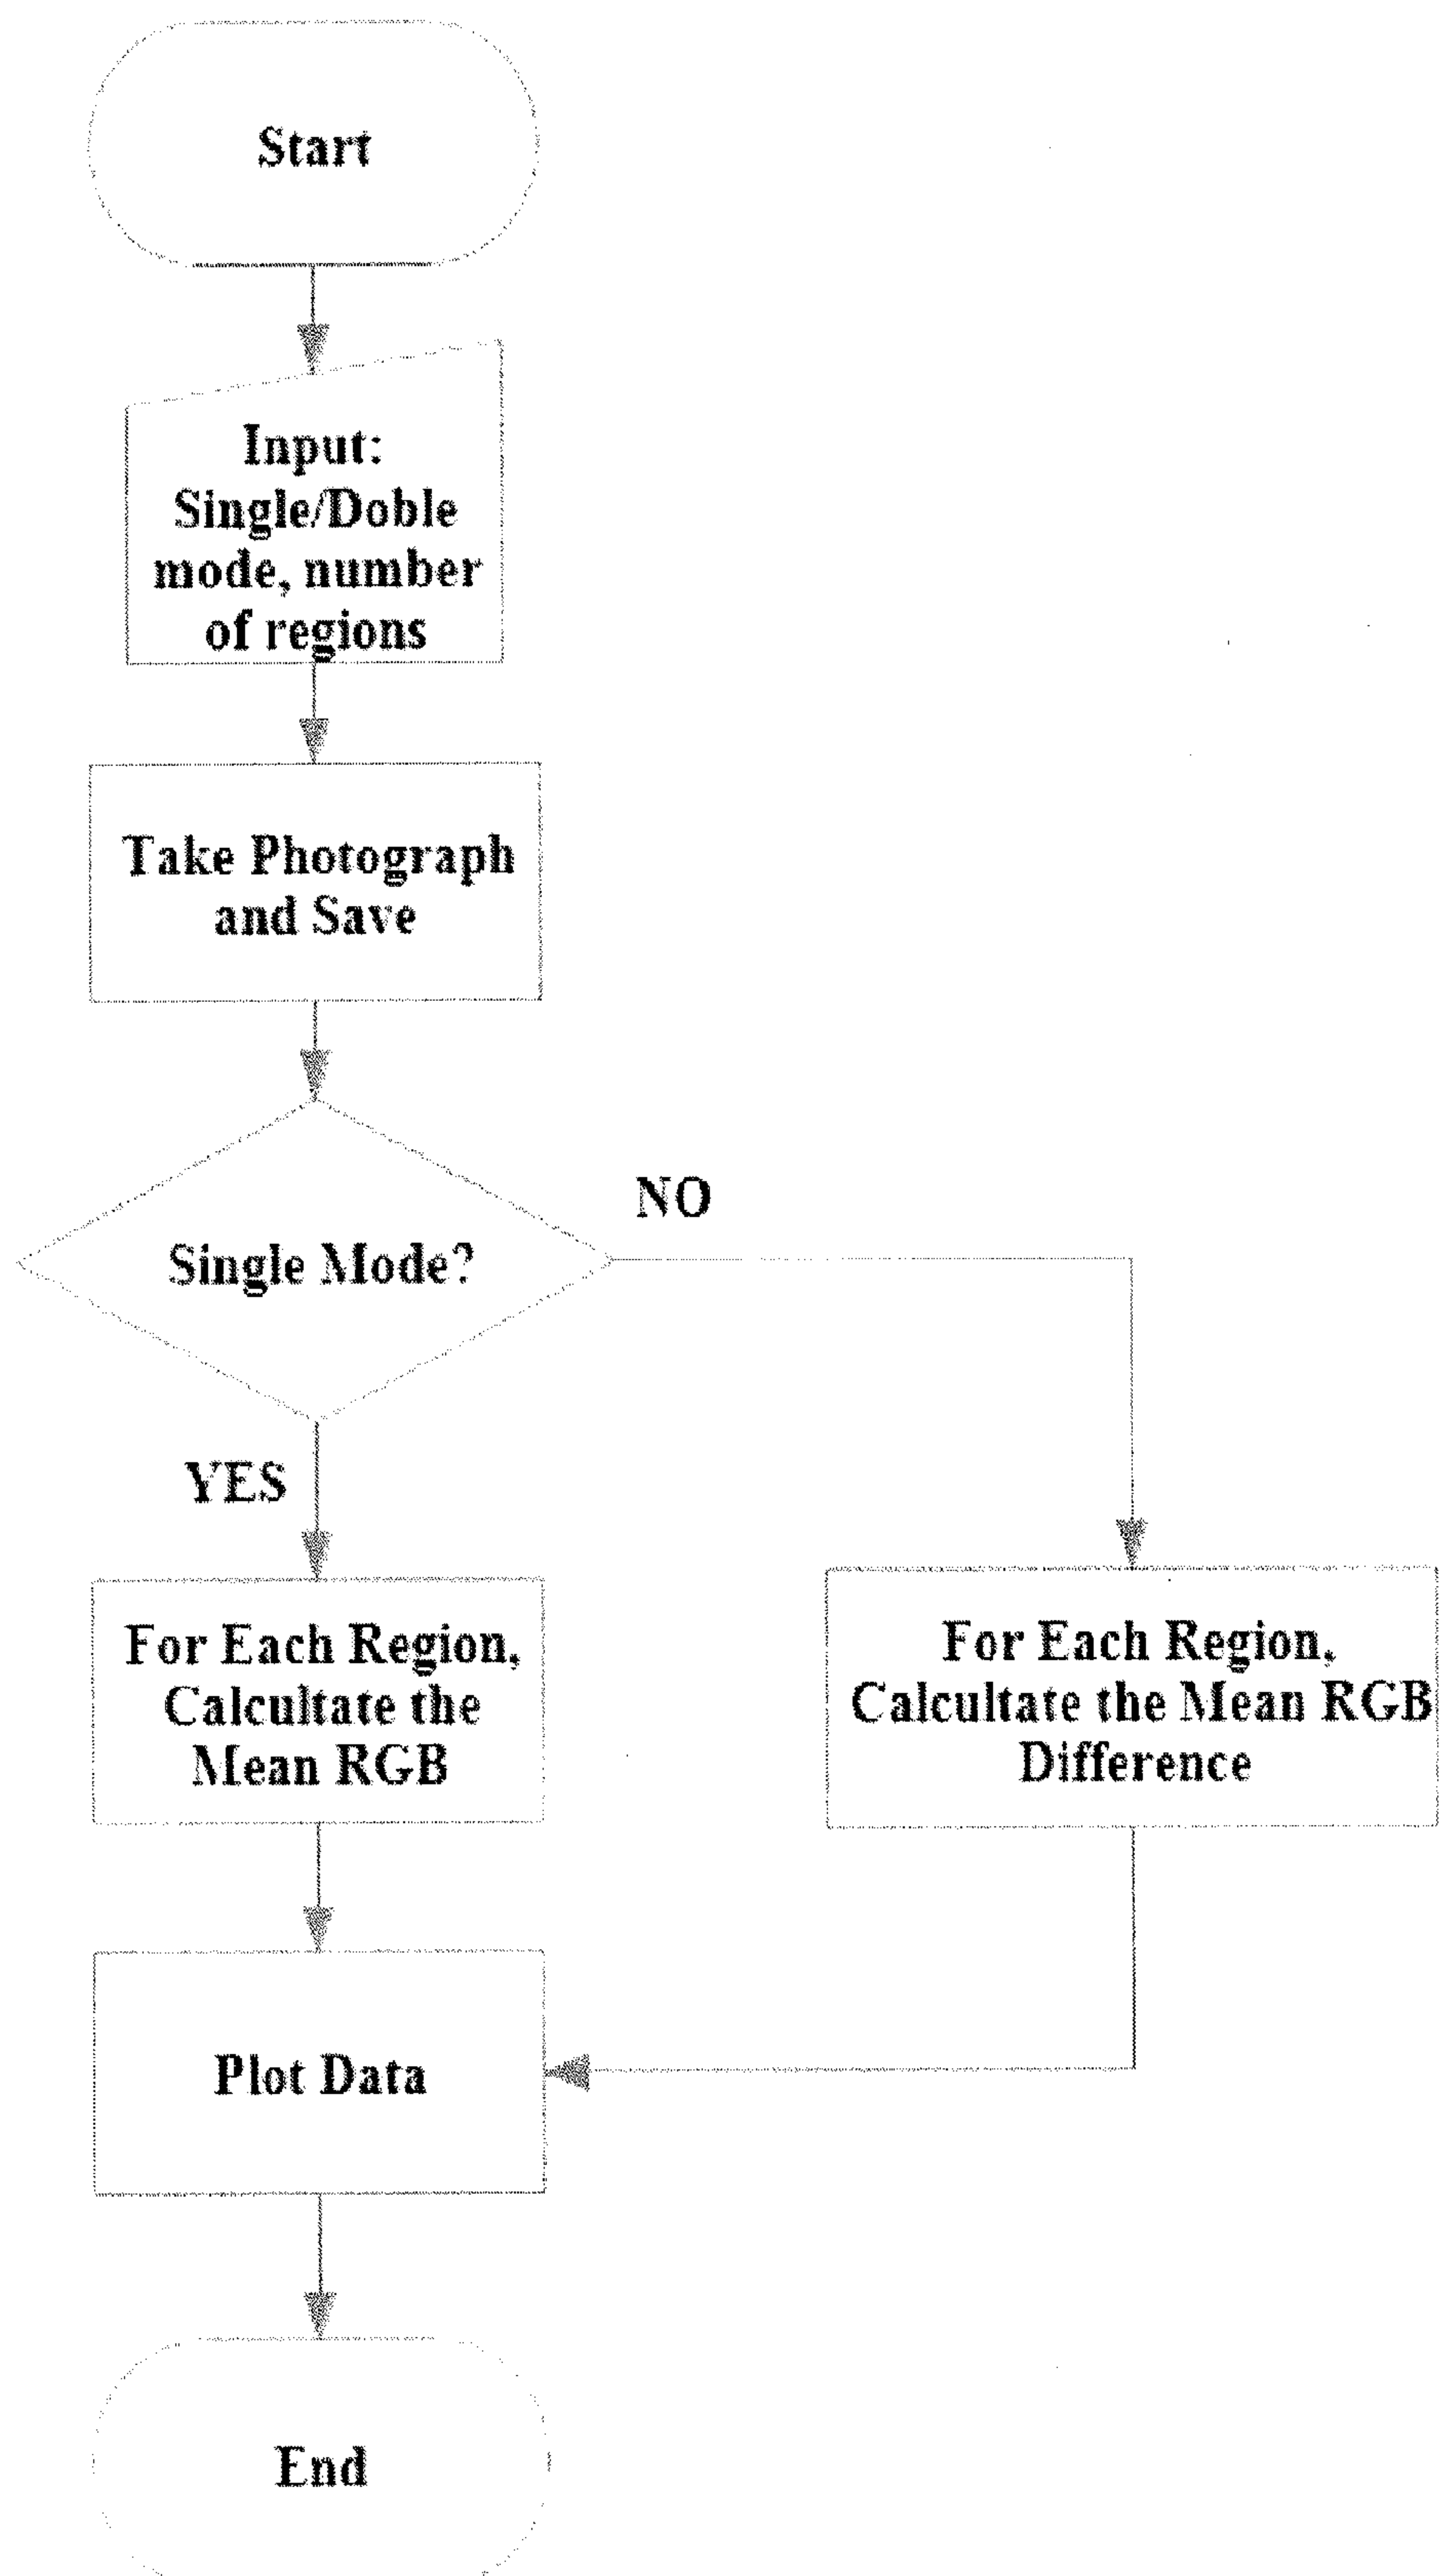 Start
Input:
Single/Doble
mode, number
of regions
Take Photograph
and Save
Single Mode?
NO
YES
For Each Region,
Calcultate the
Mean RGB
For Each Region,
Calcultate the Mean RGB
Difference
Plot Data
End